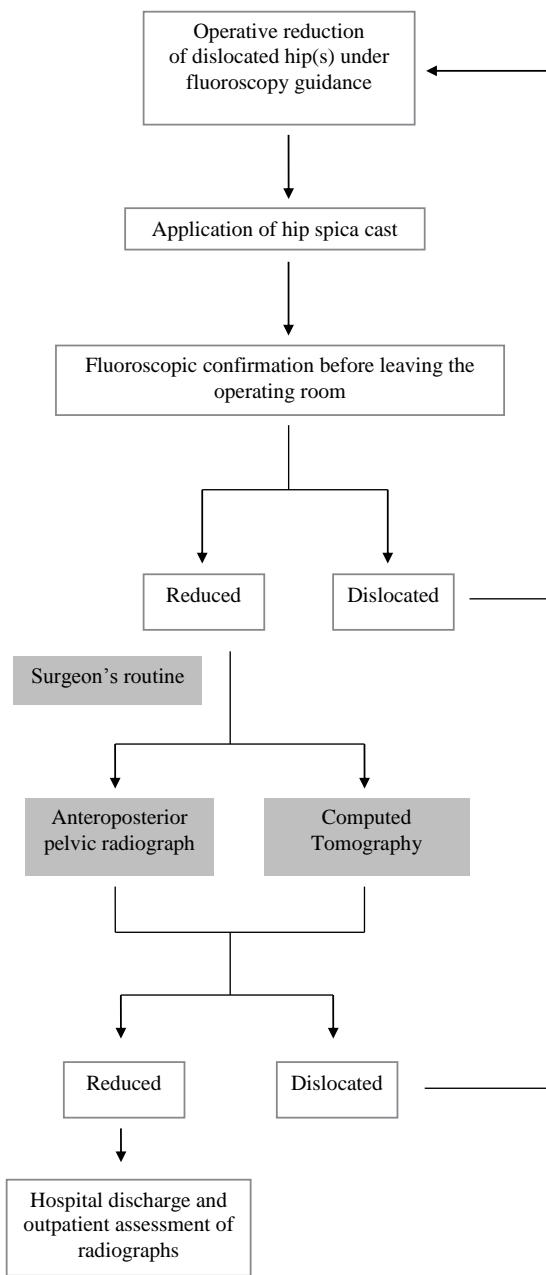 Operative reduction
of dislocated hip(s) under
fluoroscopy guidance
Application of hip spica cast
Fluoroscopic confirmation before leaving the
operating room
Reduced
Dislocated
Surgeon's routine
Anteroposterior
pelvic radiograph
Computed
Tomography
Reduced
Dislocated
Hospital discharge and
outpatient assessment of
radiographs